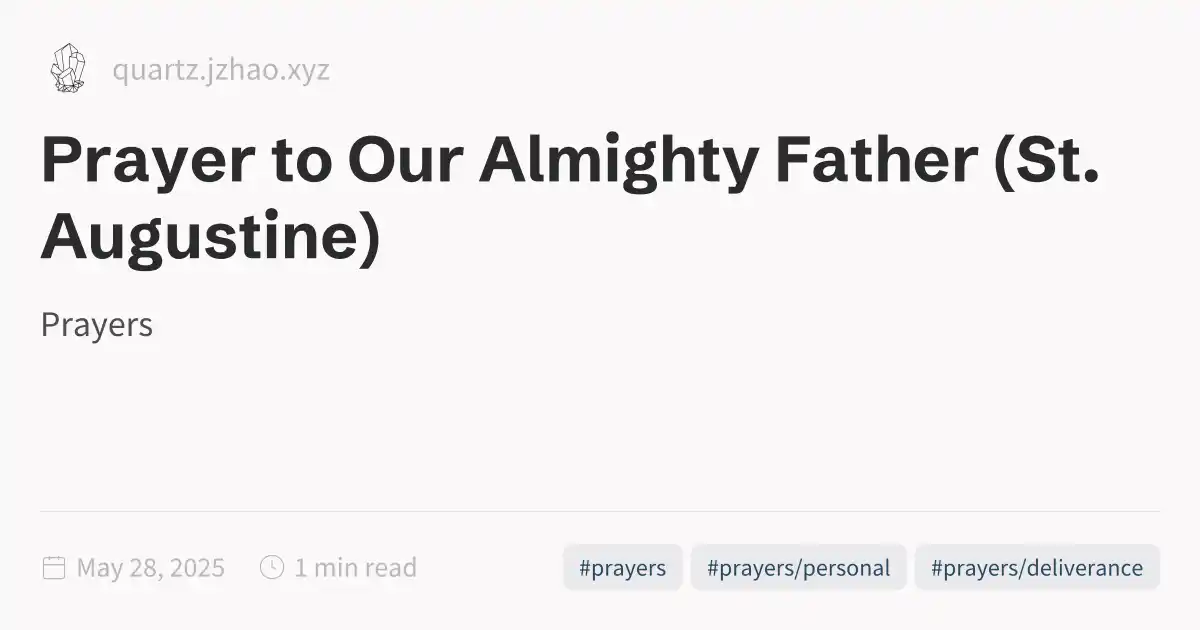 quartz.jzhao.xyz
Prayer to Our Almighty Father (St.
Augustine)
Prayers
May 28, 2025 1 min read #prayers #prayers/personal #prayers/deliverance